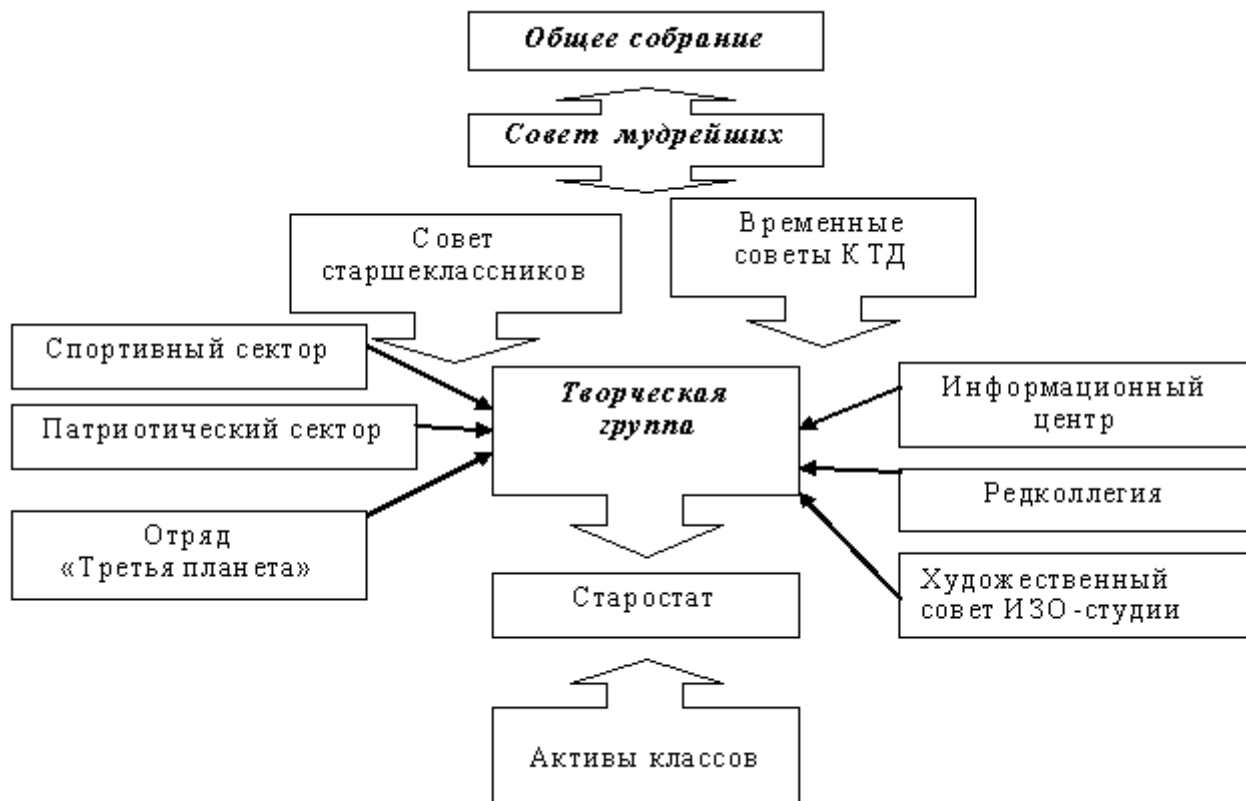 Общее собрание
Совет мудрейших
Совет
старшеклассников
Временные
советы КТД
Спортивный сектор
Патриотический сектор
Отряд
«Третья планета»
Творческая
группа
Информационный
центр
Редколлегия
Художественный
совет ИЗО-студии
Старостат
Активы классов